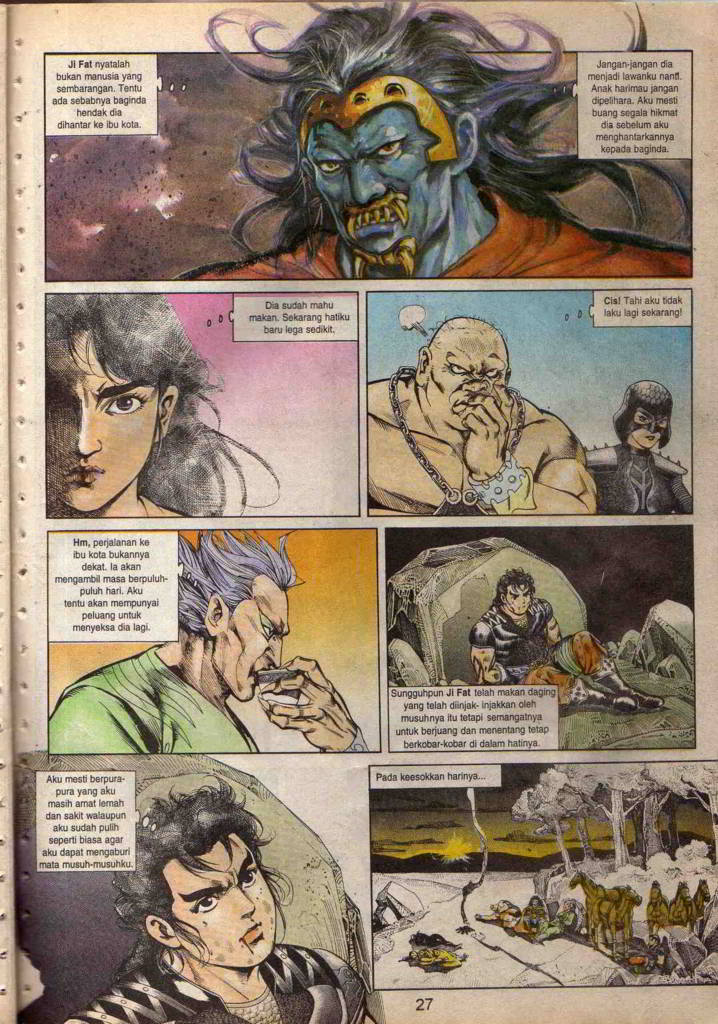 Ji Fat nyatalah
bukan manusia yang
sembarangan. Tentu
ada sebabnya baginda
hendak dia
dihantar ke ibu kota.
Jangan-jangan dia
menjadi lawanku nanti.
Anak harimau jangan
dipelihara. Aku mesti
buang segala hikmat
dia sebelum aku
menghantarkannya
kepada baginda.
Dia sudah mahu
makan. Sekarang hatiku
baru lega sedikit.
Cis! Tahi aku tidak
laku lagi sekarang!
Hm, perjalanan ke
ibu kota bukannya
dekat. Ia akan
mengambil masa berpuluh-
puluh hari. Aku
tentu akan mempunyai
peluang untuk
menyeksa dia lagi.
Sungguhpun Ji Fat telah makan daging
yang telah diinjak- injakkan oleh
musuhnya itu tetapi semangatnya
untuk berjuang dan menentang tetap
berkobar-kobar di dalam hatinya.
Aku mesti berpura-
pura yang aku
masih amat lemah
dan sakit walaupun
aku sudah pulih
seperti biasa agar
aku dapat mengaburi
mata musuh-musuhku.
Pada keesokkan harinya...
27